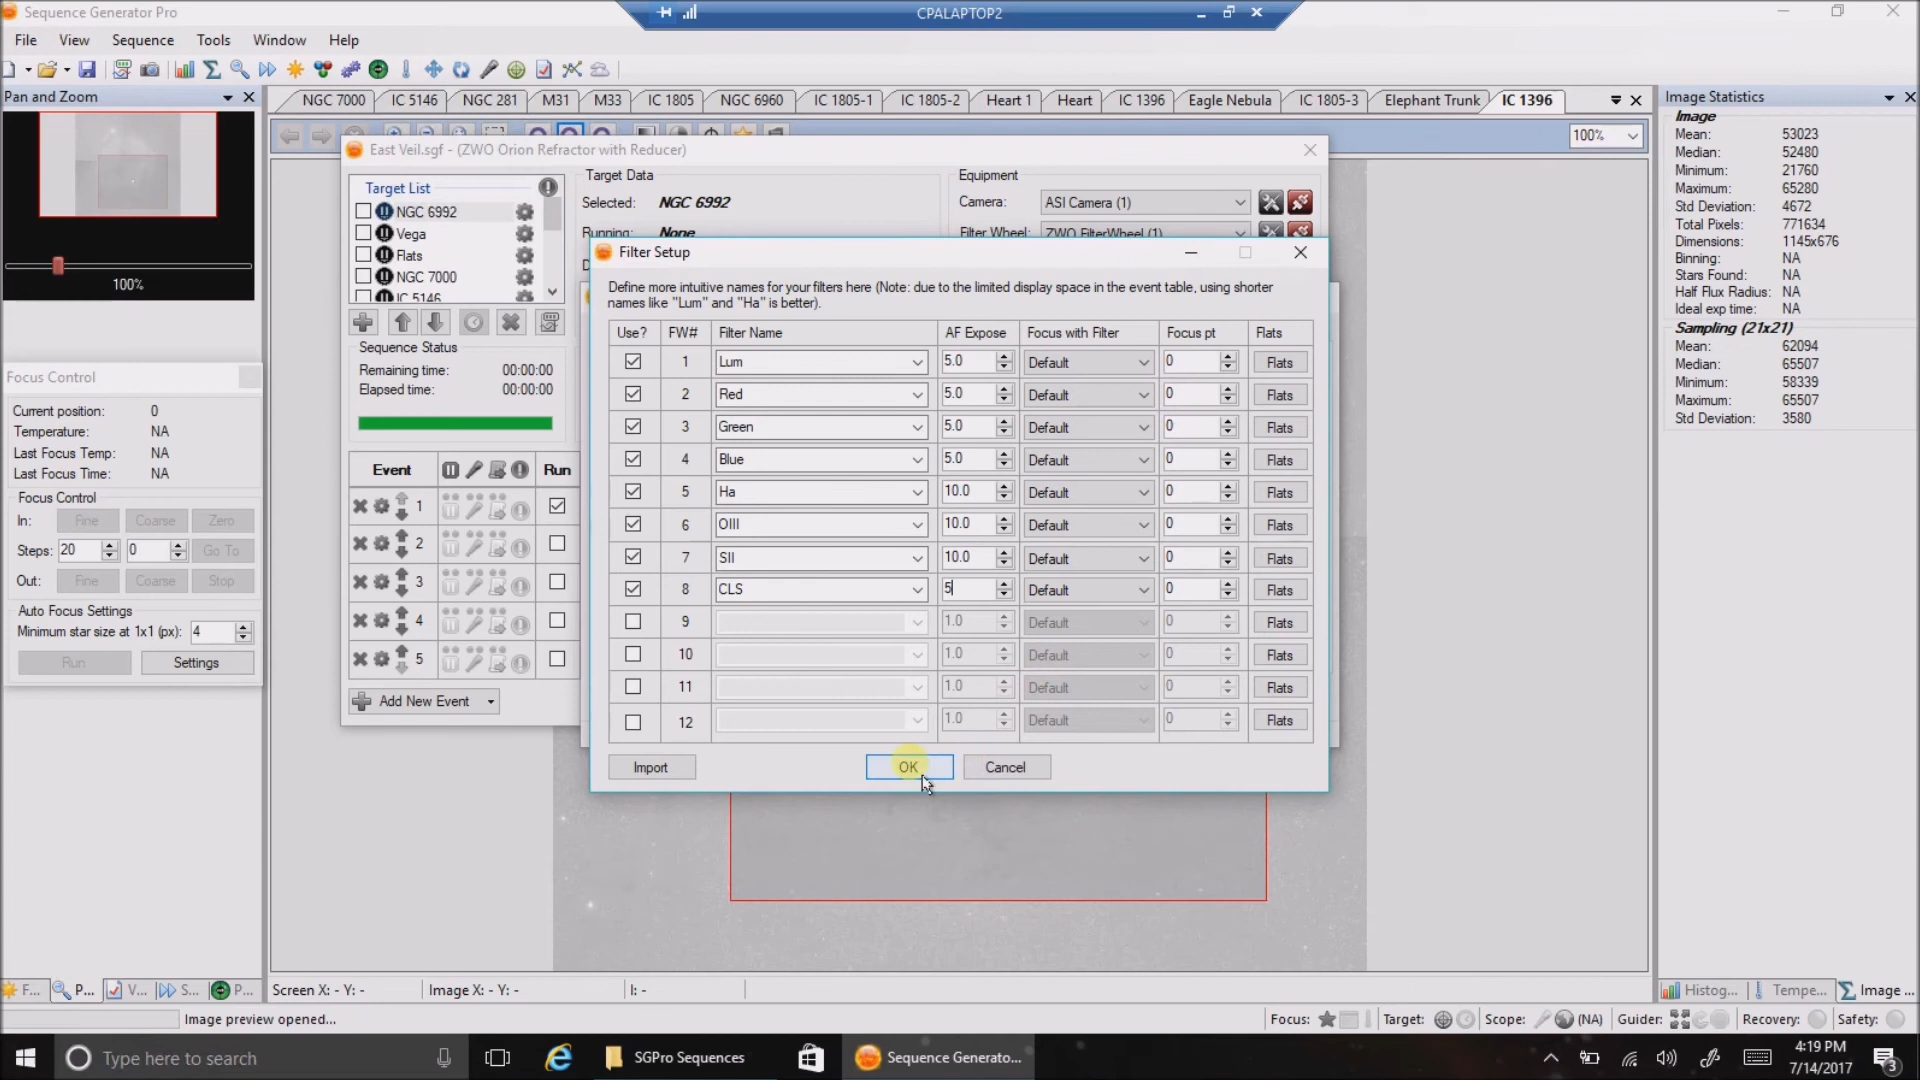 Sequence Generator Pro
CPALAPTOP2
File View Sequence Tools Window Help
Pan and Zoom
NGC 7000 IC 5146 NGC 281 M31 M33 IC 1805 NGC 6960 IC 1805-1 IC 1805-2 Heart 1 Heart IC 1396 Eagle Nebula IC 1805-3 Elephant Trunk IC 1396
100%
100%
Image Statistics
Image
Mean: 53023
Median: 52480
Minimum: 21760
Maximum: 65280
Std Deviation: 4672
Total Pixels: 771634
Dimensions: 1145x676
Binning: NA
Stars Found: NA
Half Flux Radius: NA
Ideal exp time: NA
Sampling (21x21)
Mean: 62094
Median: 65507
Minimum: 58339
Maximum: 65507
Std Deviation: 3580
Focus Control
Current position: 0
Temperature: NA
Last Focus Temp: NA
Last Focus Time: NA
Focus Control
In: Fine Coarse Zero
Steps: 20 0 Go To
Out: Fine Coarse Stop
Auto Focus Settings
Minimum star size at 1x1 (px): 4
Run Settings
East Veil.sgf - (ZWO Orion Refractor with Reducer)
Target List
NGC 6992
Vega
Flats
NGC 7000
IC 5146
Sequence Status
Remaining time: 00:00:00
Elapsed time: 00:00:00
Event Run
1
2
3
4
5
Add New Event
Target Data
Selected: NGC 6992
Running: None
Equipment
Camera: ASI Camera (1)
Filter Wheel: ZWO FilterWheel (1)
Filter Setup
Define more intuitive names for your filters here (Note: due to the limited display space in the event table, using shorter
names like "Lum" and "Ha" is better).
Use? FW# Filter Name AF Expose Focus with Filter Focus pt Flats
1 Lum 5.0 Default 0 Flats
2 Red 5.0 Default 0 Flats
3 Green 5.0 Default 0 Flats
4 Blue 5.0 Default 0 Flats
5 Ha 10.0 Default 0 Flats
6 OIII 10.0 Default 0 Flats
7 SII 10.0 Default 0 Flats
8 CLS 5 Default 0 Flats
9 1.0 Default 0 Flats
10 1.0 Default 0 Flats
11 1.0 Default 0 Flats
12 1.0 Default 0 Flats
Import OK Cancel
F... P... V... S... P...
Screen X: - Y: - Image X: - Y: - I: -
Histog... Tempe... Image ...
Image preview opened...
Focus: Target: Scope: (NA) Guider: Recovery: Safety:
Type here to search
SGPro Sequences
Sequence Generato...
4:19 PM
7/14/2017
3